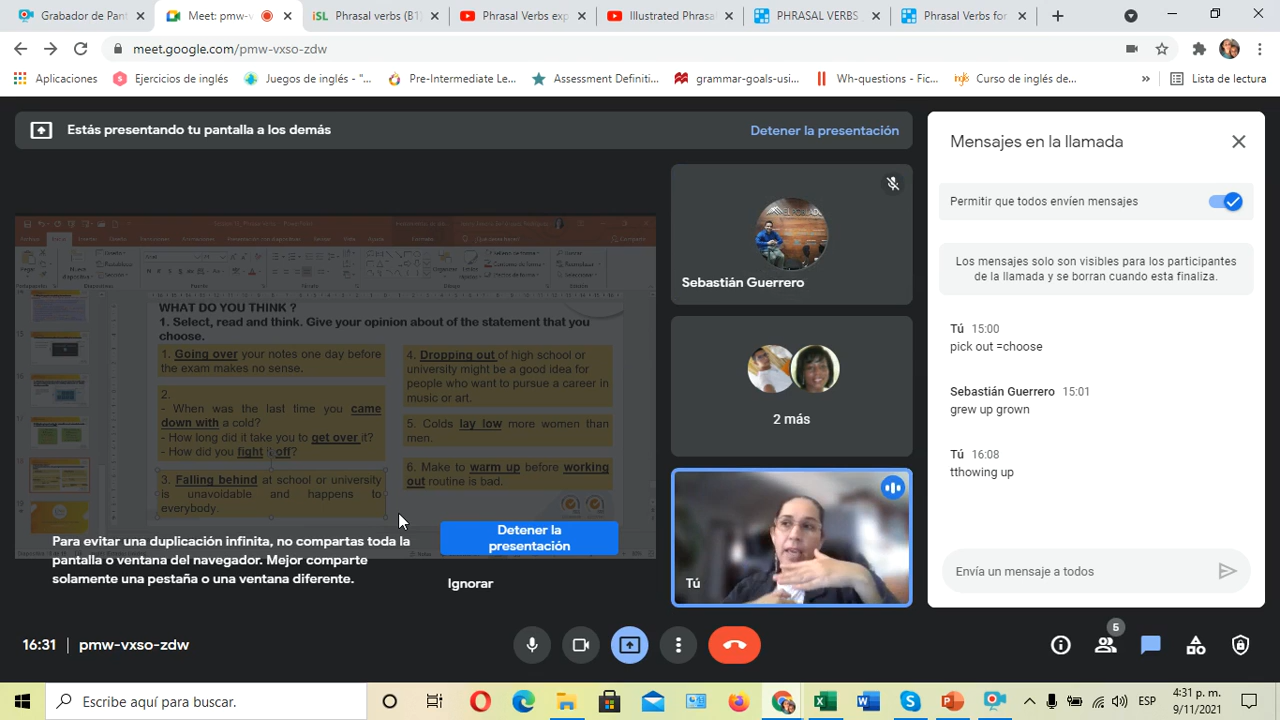 Grabador de Pant
Meet: pmw-v
Phrasal verbs (B1)
Phrasal Verbs exp
Illustrated Phrasa
PHRASAL VERBS
Phrasal Verbs for
meet.google.com/pmw-vxso-zdw
Aplicaciones
Ejercicios de inglés
Juegos de inglés - "...
Pre-Intermediate Le...
Assessment Definiti...
grammar-goals-usi...
Wh-questions - Fic...
Curso de inglés de...
»
Lista de lectura
Estás presentando tu pantalla a los demás
Detener la presentación
WHAT DO YOU THINK ?
1. Select, read and think. Give your opinion about of the statement that you
choose.
1. Going over your notes one day before
the exam makes no sense.
2.
- When was the last time you came
down with a cold?
- How long did it take you to get over it?
- How did you fight it off?
3. Falling behind at school or university
is unavoidable and happens to
everybody.
4. Dropping out of high school or
university might be a good idea for
people who want to pursue a career in
music or art.
5. Colds lay low more women than
men.
6. Make to warm up before working
out routine is bad.
Para evitar una duplicación infinita, no compartas toda la
pantalla o ventana del navegador. Mejor comparte
solamente una pestaña o una ventana diferente.
Detener la
presentación
Ignorar
Sebastián Guerrero
2 más
Tú
Mensajes en la llamada
Permitir que todos envíen mensajes
Los mensajes solo son visibles para los participantes
de la llamada y se borran cuando esta finaliza.
Tú 15:00
pick out =choose
Sebastián Guerrero 15:01
grew up grown
Tú 16:08
tthowing up
Envía un mensaje a todos
16:31 | pmw-vxso-zdw
5
Escribe aquí para buscar.
ESP
4:31 p. m.
9/11/2021